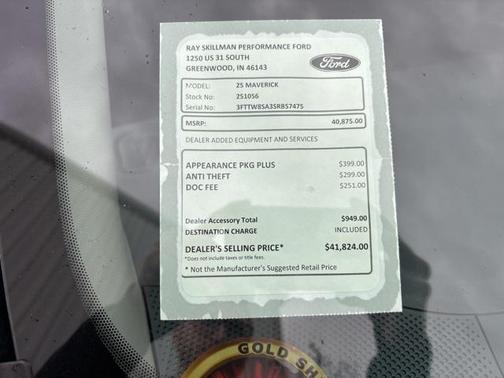 RAY SKILLMAN PERFORMANCE FORD
1250 US 31 SOUTH
GREENWOOD, IN 46143
Ford
MODEL: 25 MAVERICK
Stock No: 251056
Serial No: 3FTTW8SA3SRB57475
MSRP: 40,875.00
DEALER ADDED EQUIPMENT AND SERVICES
APPEARANCE PKG PLUS $399.00
ANTI THEFT $299.00
DOC FEE $251.00
Dealer Accessory Total $949.00
DESTINATION CHARGE INCLUDED
DEALER'S SELLING PRICE* $41,824.00
*Does not include taxes or title fees.
* Not the Manufacturer's Suggested Retail Price
GOLD